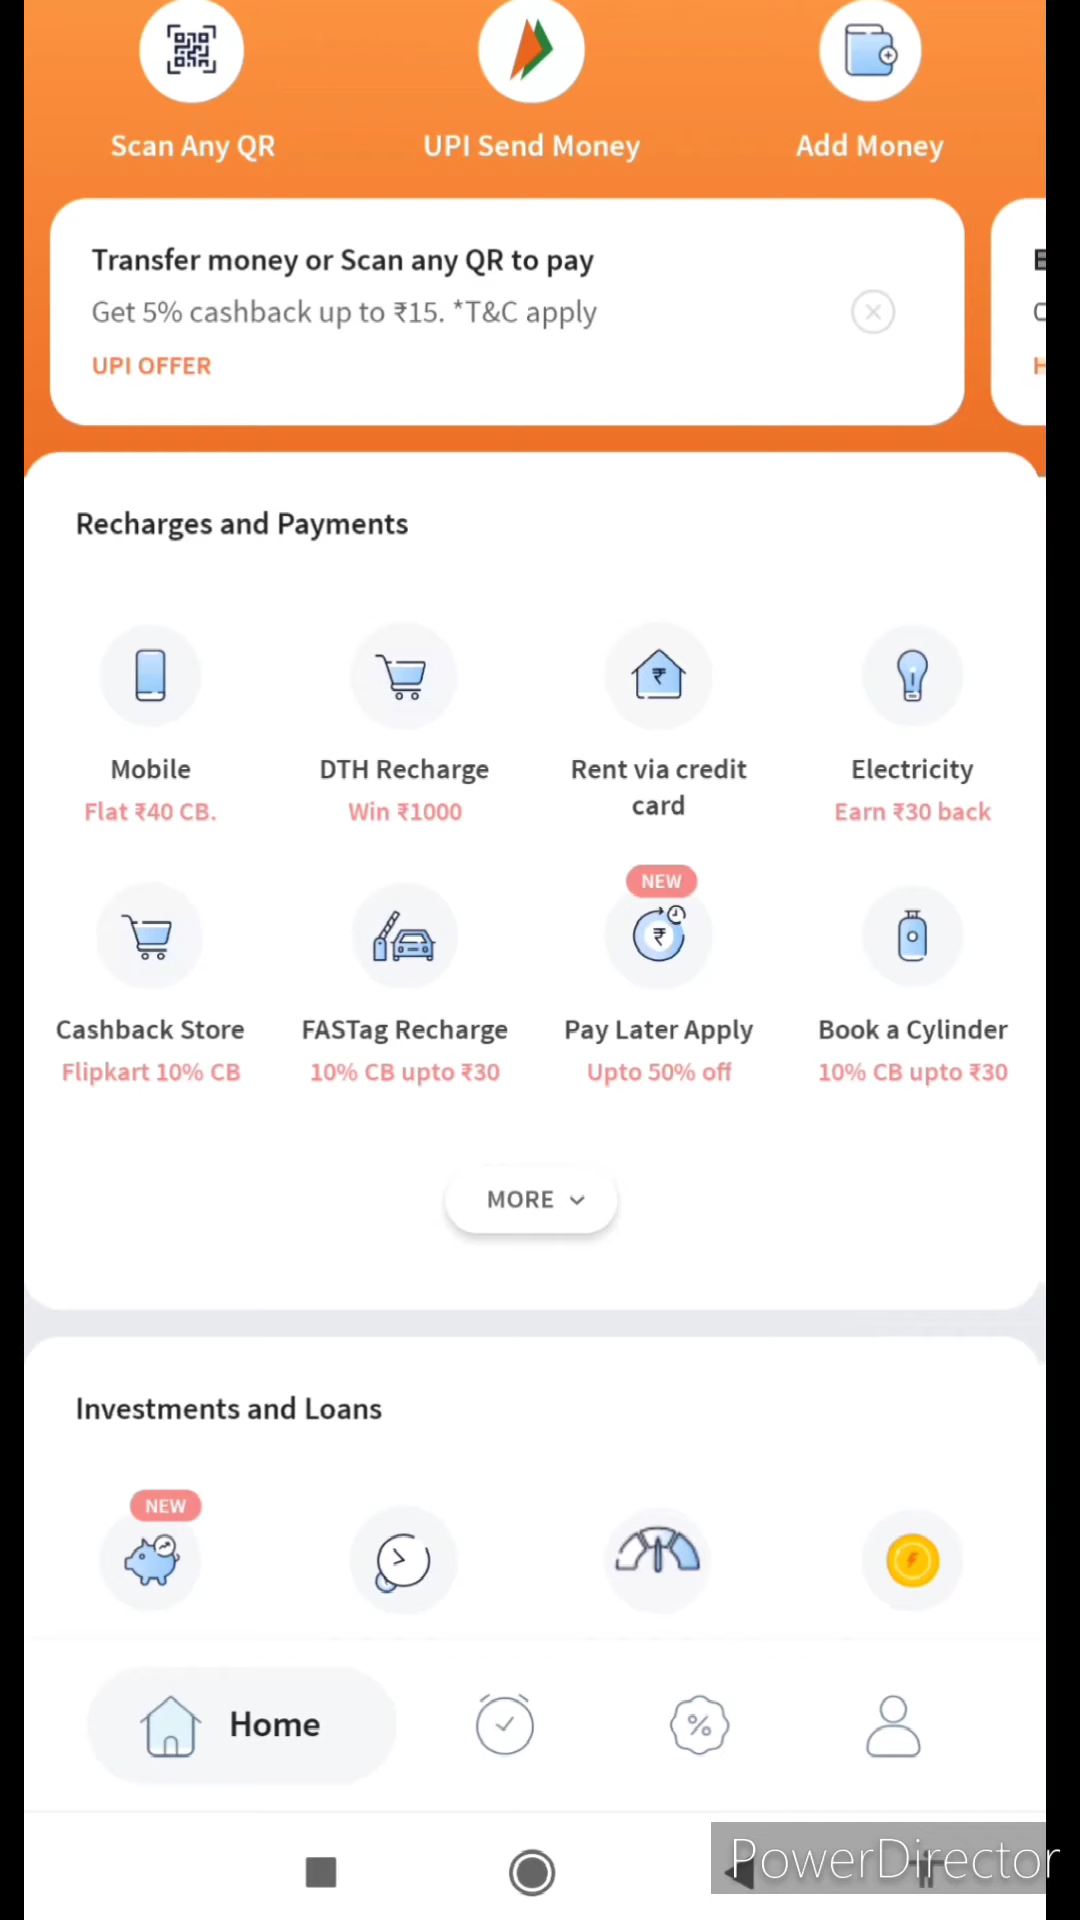 Scan Any QR UPI Send Money Add Money
Transfer money or Scan any QR to pay
Get 5% cashback up to ₹15. *T&C apply
UPI OFFER
Recharges and Payments
Mobile DTH Recharge Rent via credit card Electricity
Flat ₹40 CB. Win ₹1000 Earn ₹30 back
NEW
Cashback Store FASTag Recharge Pay Later Apply Book a Cylinder
Flipkart 10% CB 10% CB upto ₹30 Upto 50% off 10% CB upto ₹30
MORE
Investments and Loans
NEW
Home
PowerDirector